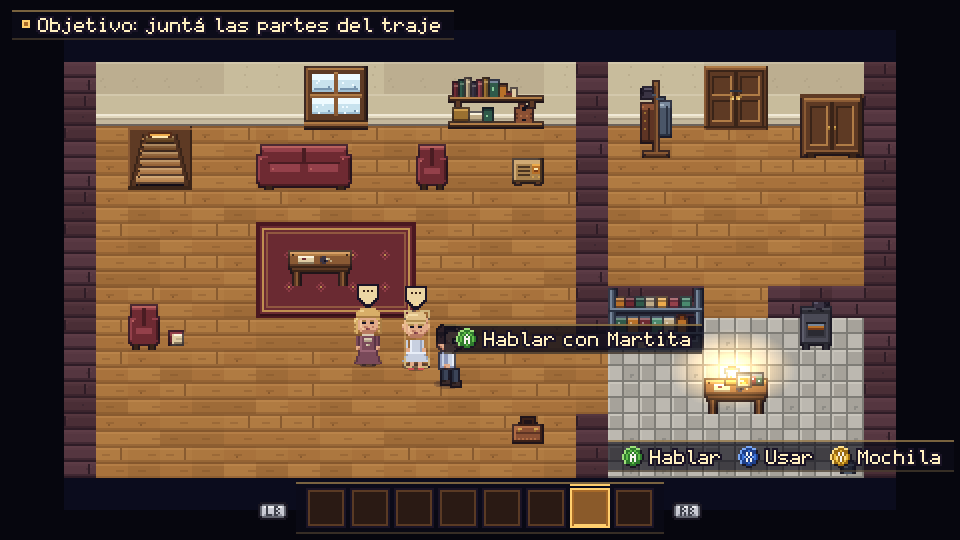 Objetivo: juntá las partes del traje
A Hablar con Martita
A Hablar X Usar Y Mochila
LB RB